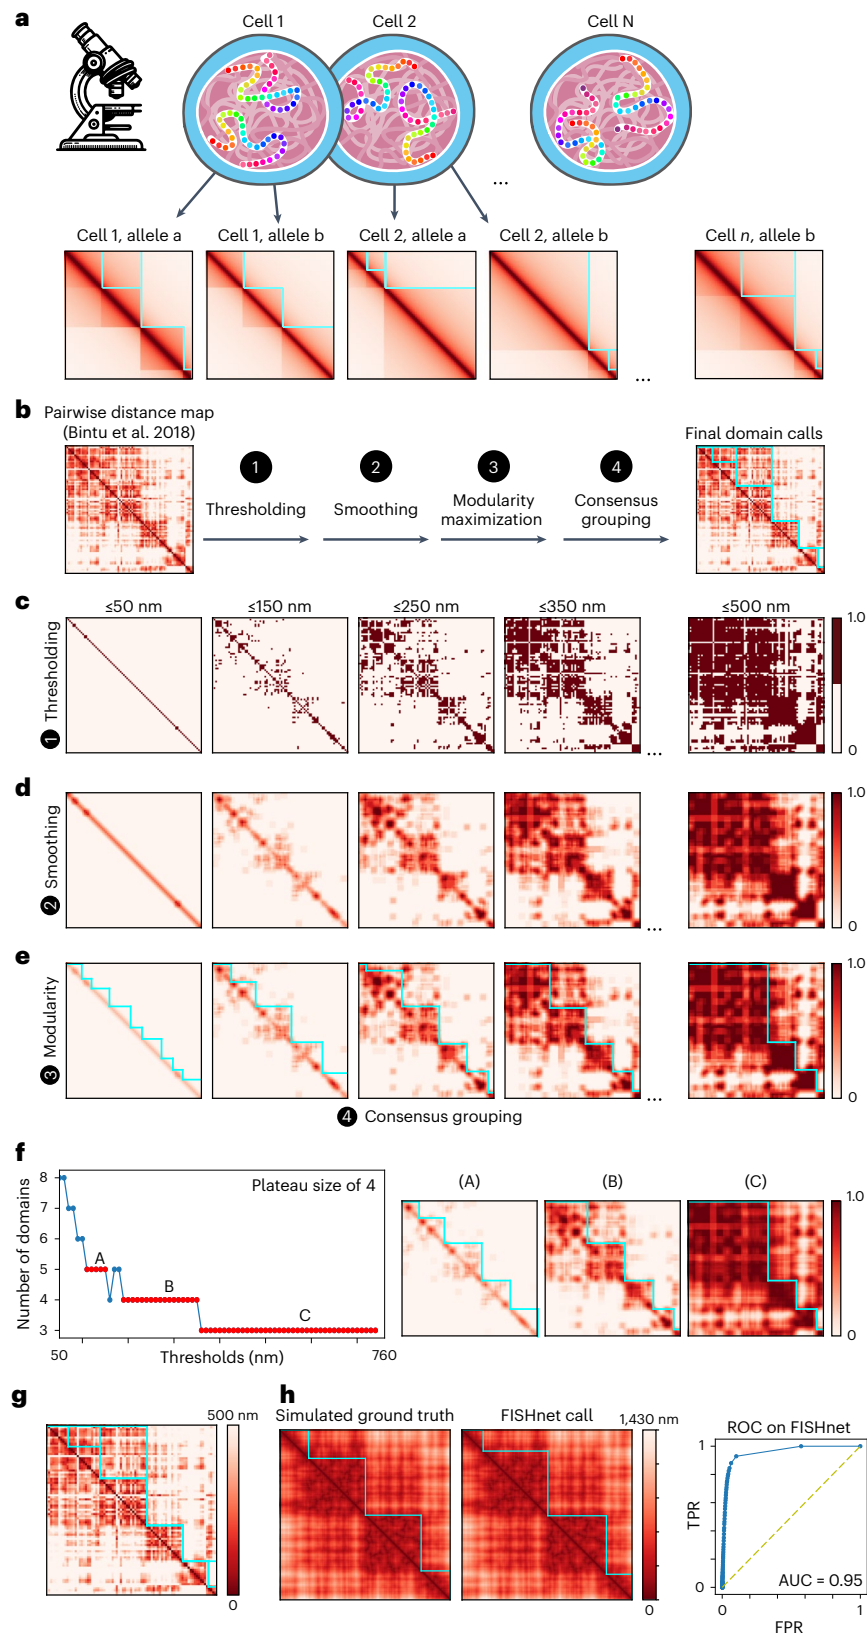 a
Cell 1
Cell 2
Cell N
...
Cell 1, allele a
Cell 1, allele b
Cell 2, allele a
Cell 2, allele b
Cell n, allele b
...
b
Pairwise distance map
(Bintu et al. 2018)
1
2
3
4
Thresholding
Smoothing
Modularity
maximization
Consensus
grouping
Final domain calls
c
≤50 nm
≤150 nm
≤250 nm
≤350 nm
≤500 nm
1 Thresholding
...
1.0
0
d
2 Smoothing
...
1.0
0
e
3 Modularity
...
1.0
0
4 Consensus grouping
f
Number of domains
8
7
6
5
4
3
Plateau size of 4
A
B
C
50
Thresholds (nm)
760
(A)
(B)
(C)
1.0
0
g
500 nm
0
h
Simulated ground truth
FISHnet call
1,430 nm
0
ROC on FISHnet
TPR
1
0
AUC = 0.95
0
1
FPR